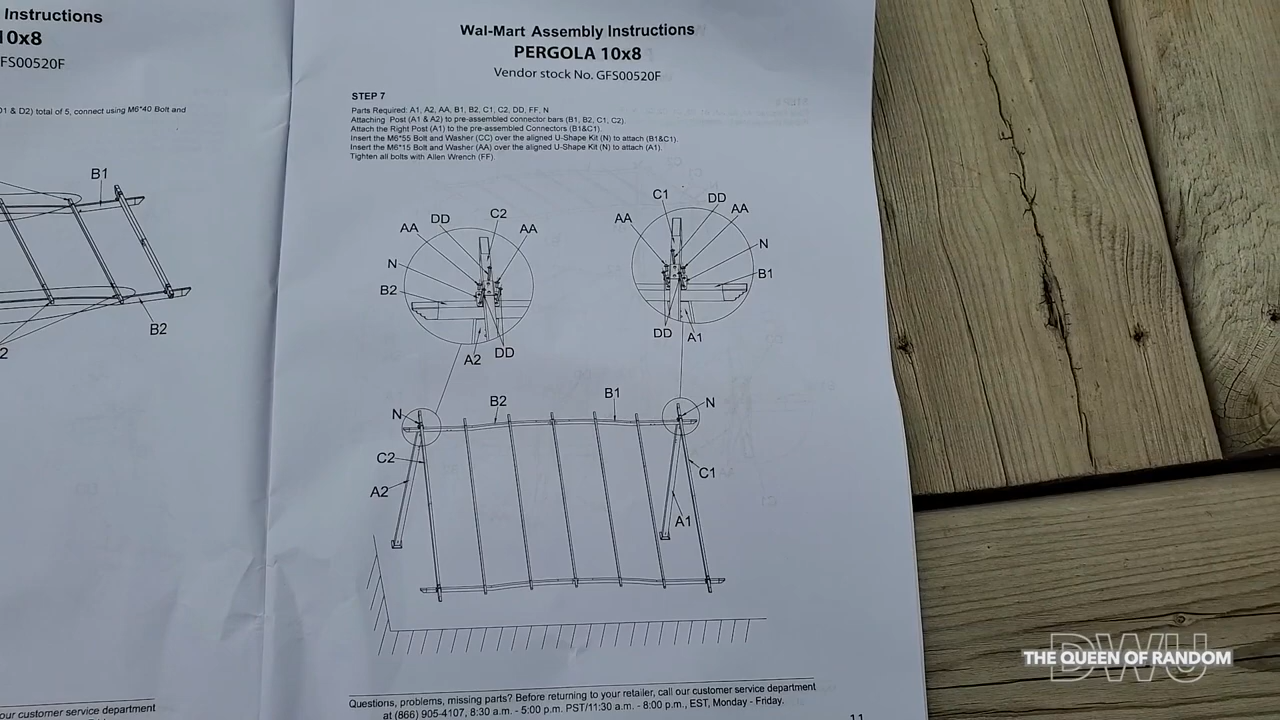 Instructions
10x8
FS00520F
D1 & D2) total of 5, connect using M6*40 Bolt and
B1
B2
2
our customer service department
Wal-Mart Assembly Instructions
PERGOLA 10x8
Vendor stock No. GFS00520F
STEP 7
Parts Required: A1, A2, AA, B1, B2, C1, C2, DD, FF, N
Attaching Post (A1 & A2) to pre-assembled connector bars (B1, B2, C1, C2).
Attach the Right Post (A1) to the pre-assembled Connectors (B1&C1).
Insert the M6*55 Bolt and Washer (CC) over the aligned U-Shape Kit (N) to attach (B1&C1).
Insert the M6*15 Bolt and Washer (AA) over the aligned U-Shape Kit (N) to attach (A1).
Tighten all bolts with Allen Wrench (FF).
AA DD C2 AA
N
B2
A2 DD
C1 DD
AA AA
N
B1
DD A1
N B2 B1 N
C2 C1
A2 A1
Questions, problems, missing parts? Before returning to your retailer, call our customer service department
at (866) 905-4107, 8:30 a.m. - 5:00 p.m. PST/11:30 a.m. - 8:00 p.m., EST, Monday - Friday.
11
DWU
THE QUEEN OF RANDOM